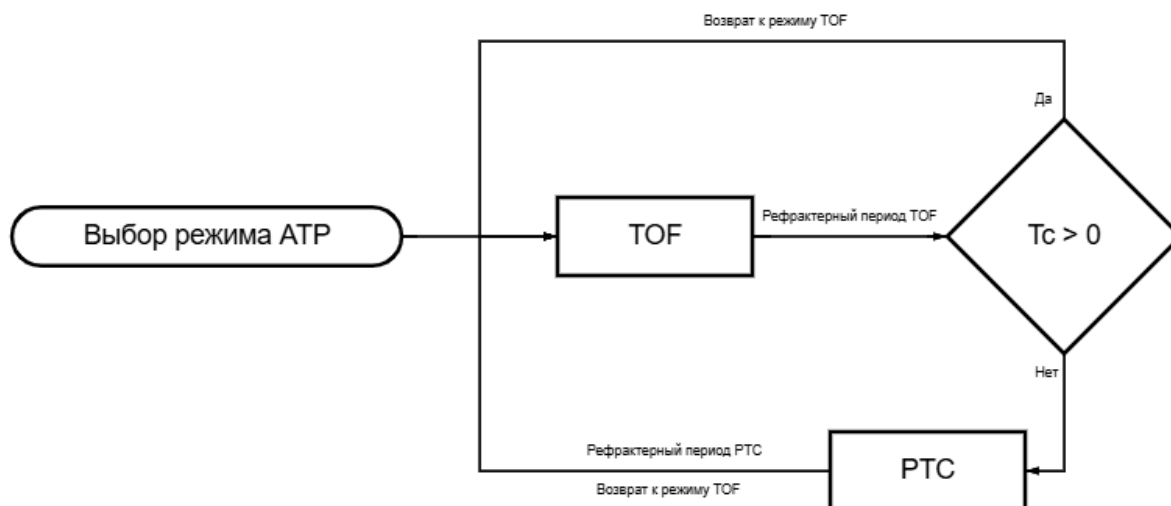 Возврат к режиму TOF
Да
Выбор режима ATP
TOF
Рефрактерный период TOF
Tc > 0
Нет
Рефрактерный период PTC
PTC
Возврат к режиму TOF